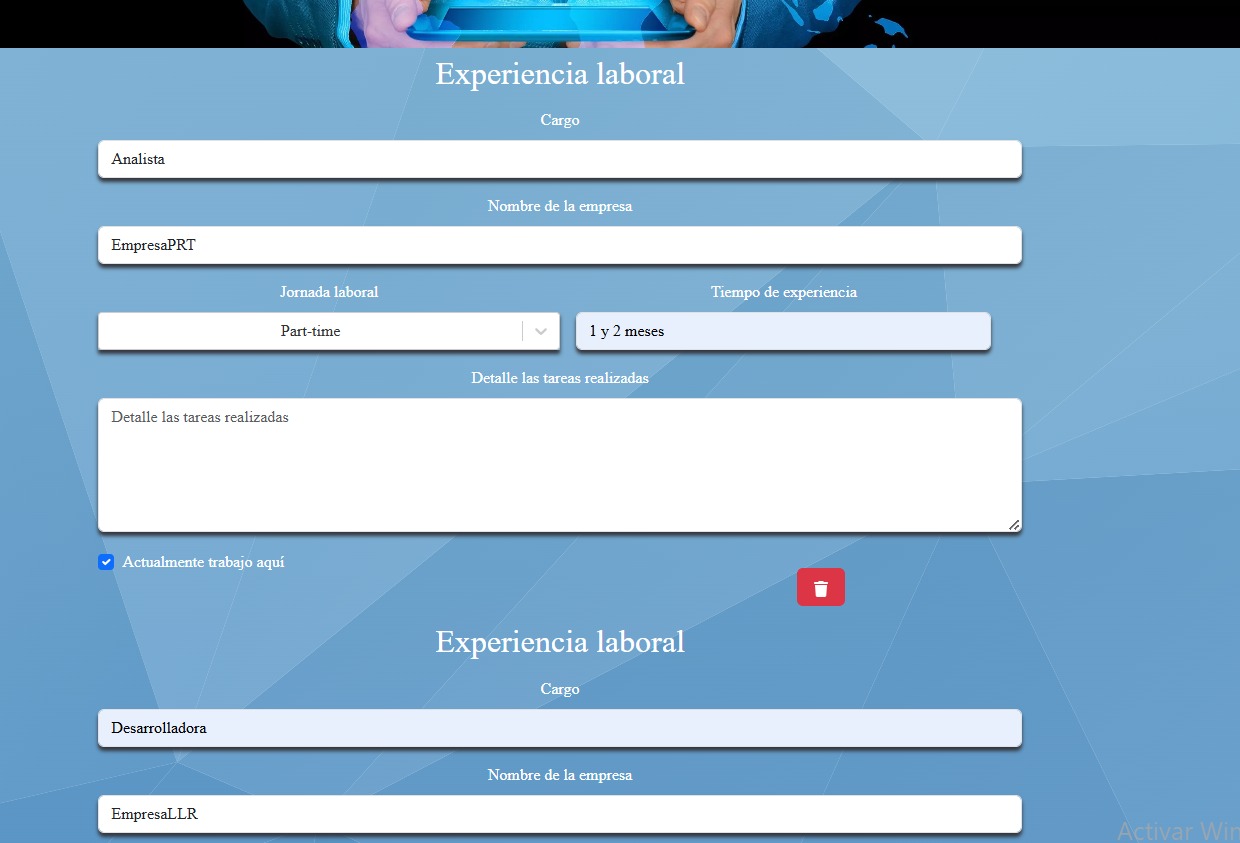 Experiencia laboral
Cargo
Analista
Nombre de la empresa
EmpresaPRT
Jornada laboral
Tiempo de experiencia
Part-time
1 y 2 meses
Detalle las tareas realizadas
Detalle las tareas realizadas
Actualmente trabajo aquí
Experiencia laboral
Cargo
Desarrolladora
Nombre de la empresa
EmpresaLLR
Activar Win